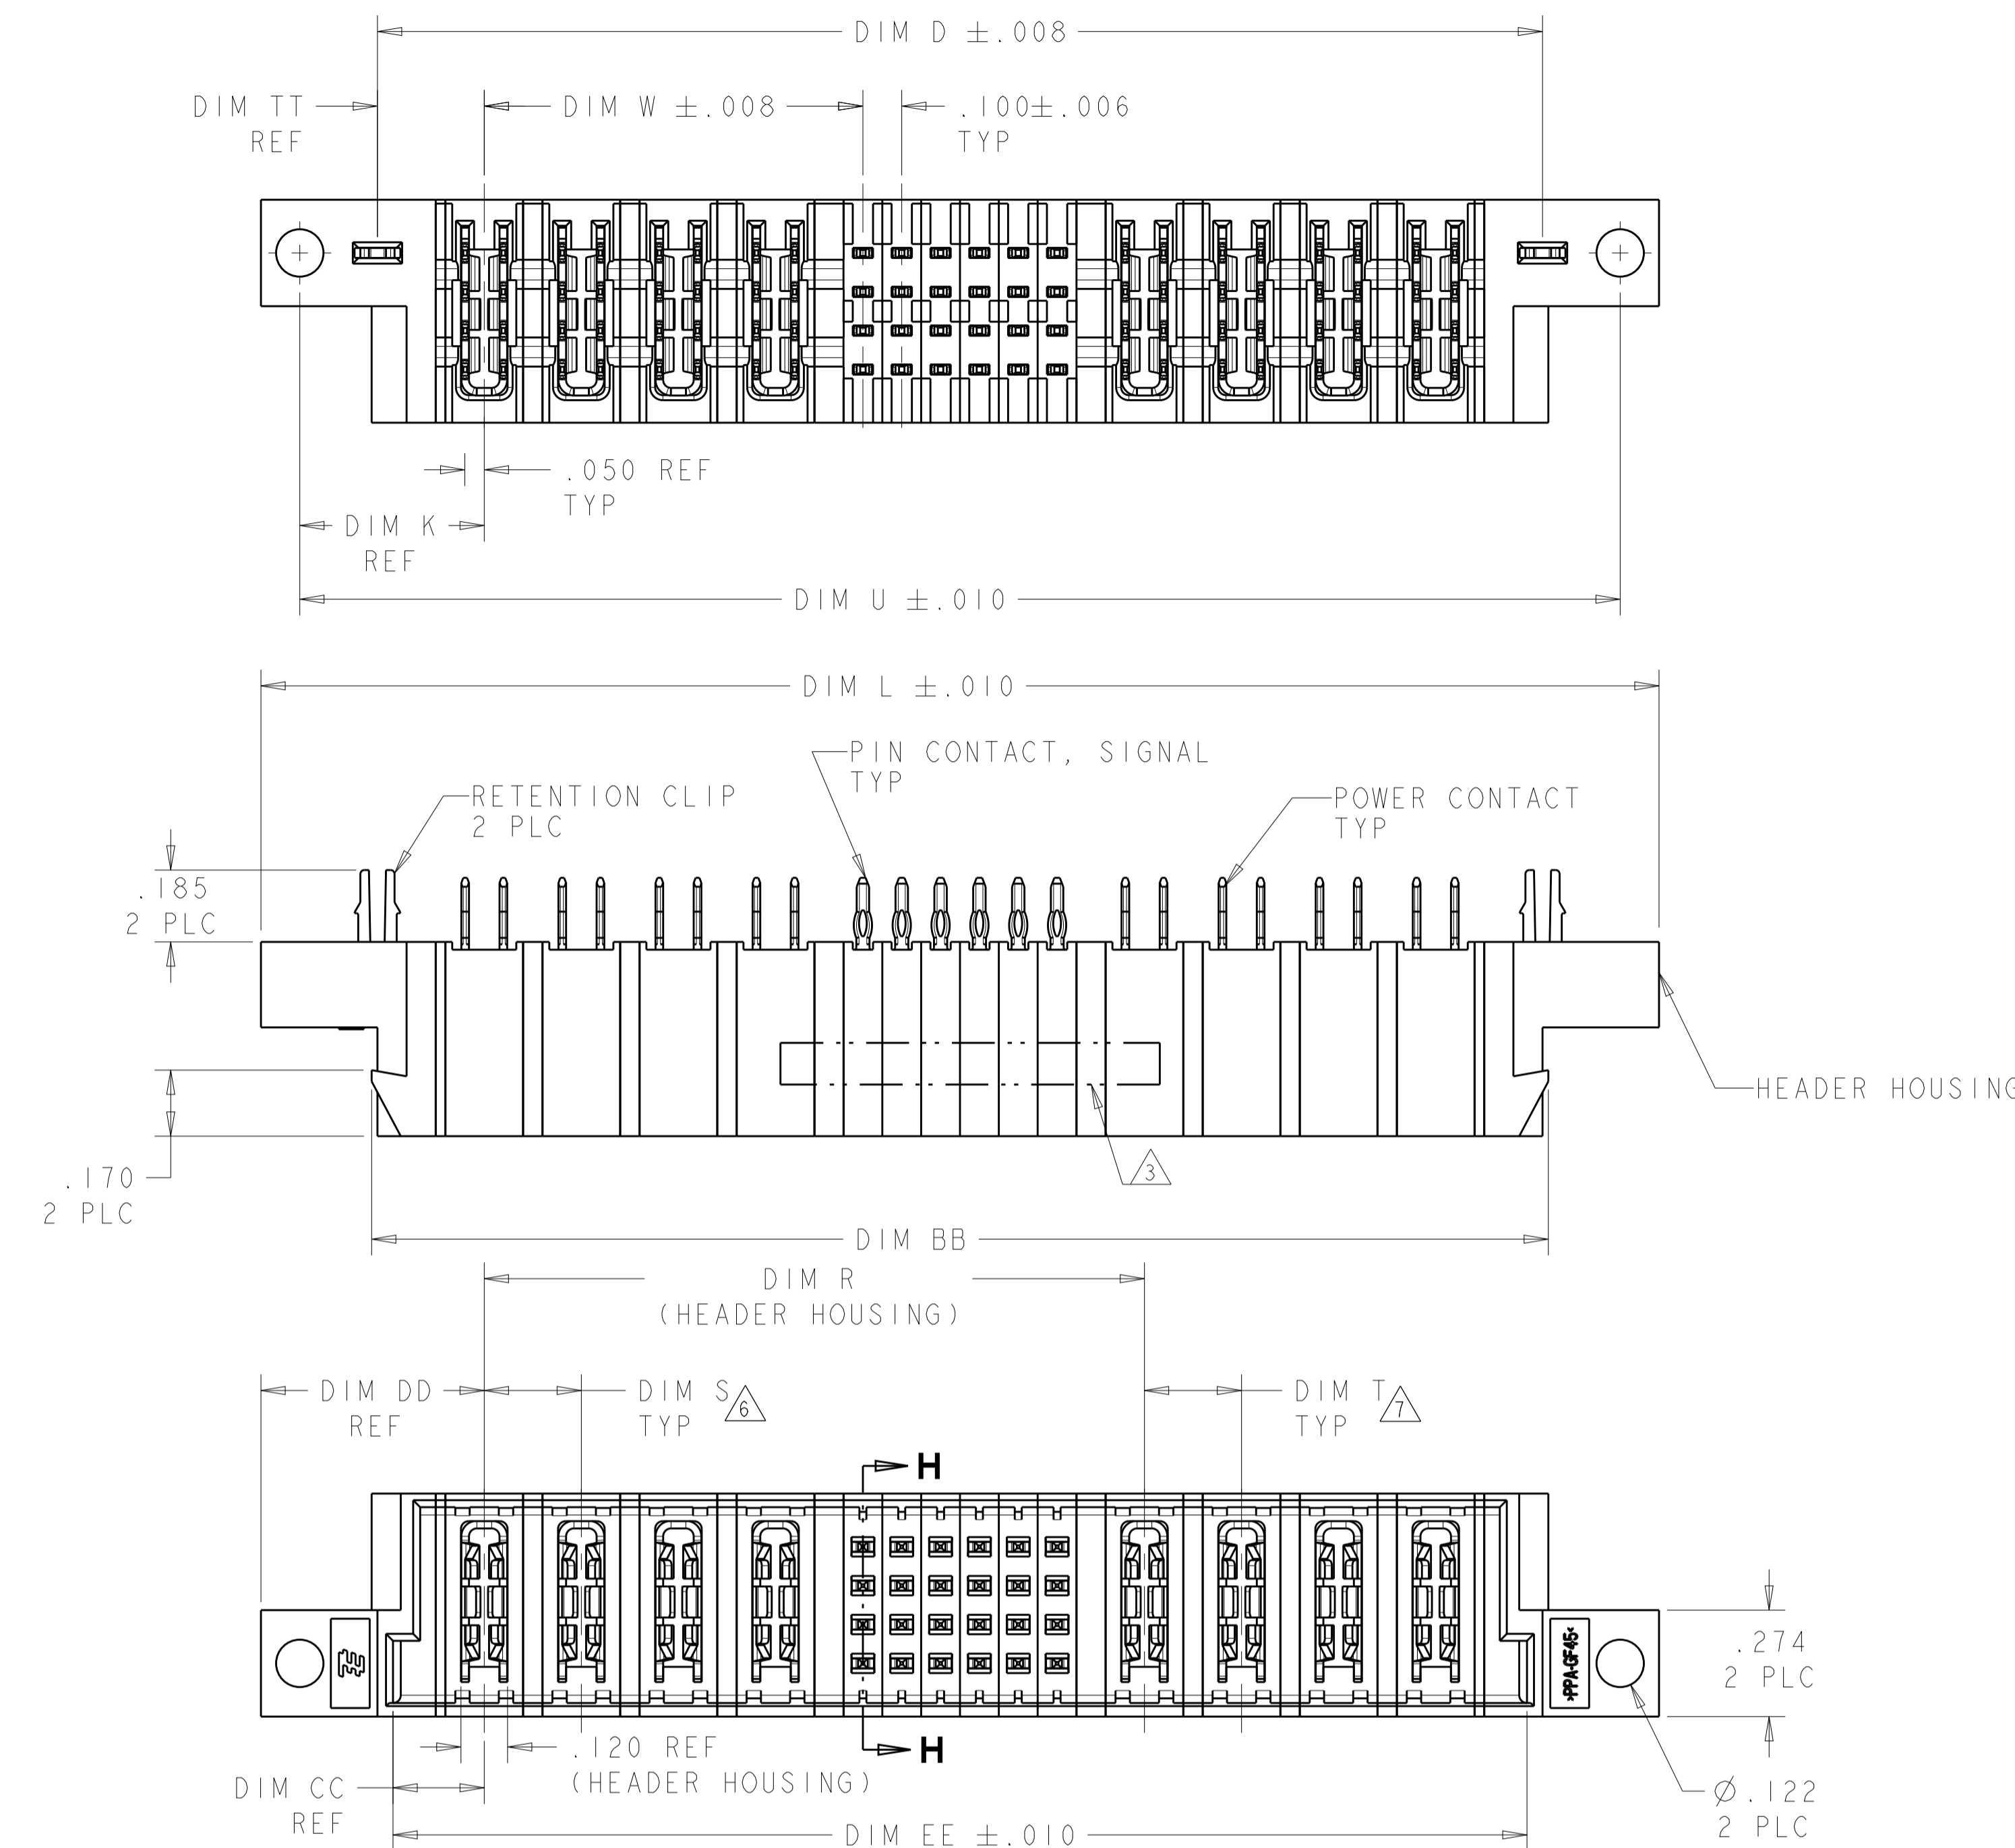 DIM D ±.008
DIM TT
REF
DIM W ±.008
.100±.006
TYP
.050 REF
TYP
DIM K
REF
DIM U ±.010
DIM L ±.010
PIN CONTACT, SIGNAL
TYP
RETENTION CLIP
2 PLC
POWER CONTACT
TYP
.185
2 PLC
HEADER HOUSING
3
.170
2 PLC
DIM BB
DIM R
(HEADER HOUSING)
DIM DD
REF
DIM S 6
TYP
DIM T 7
TYP
H
>PPA-GF45<
.274
2 PLC
H
.120 REF
(HEADER HOUSING)
DIM CC
REF
Ø.122
2 PLC
DIM EE ±.010